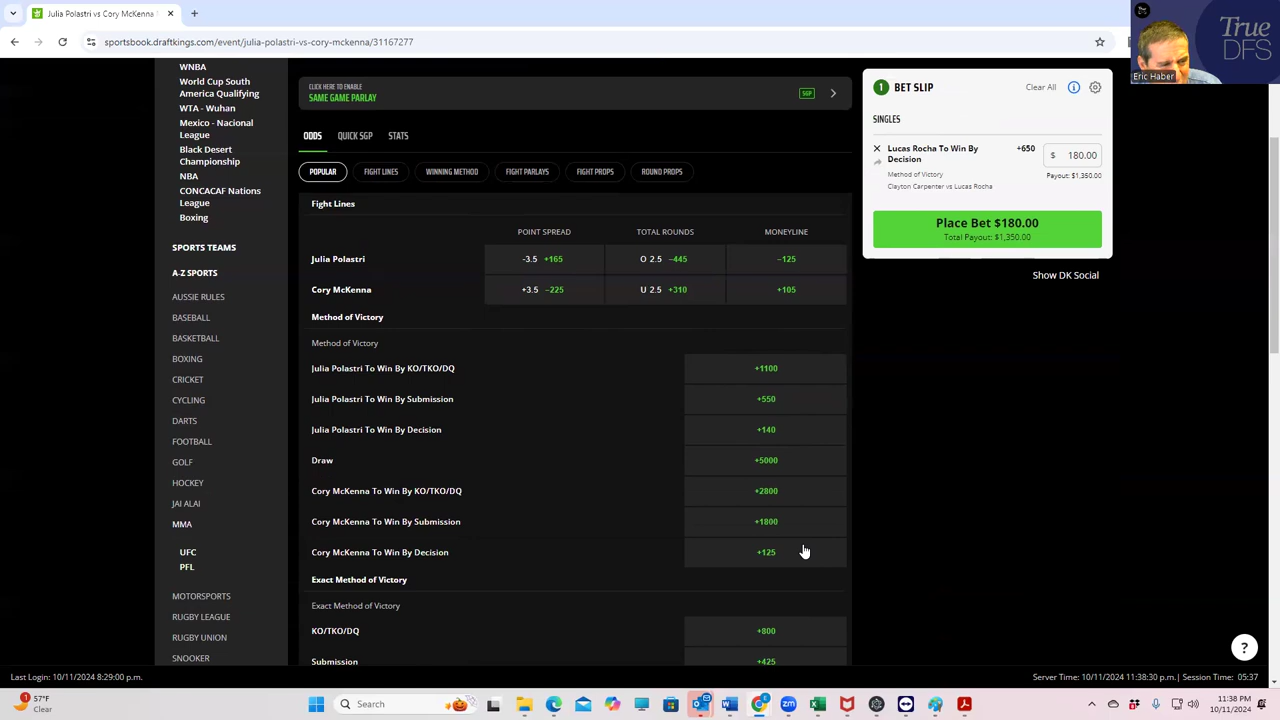 Julia Polastri vs Cory McKenna
sportsbook.draftkings.com/event/julia-polastri-vs-cory-mckenna/31167277
True
DFS
Eric Haber
WNBA
World Cup South
America Qualifying
WTA - Wuhan
Mexico - National
League
Black Desert
Championship
NBA
CONCACAF Nations
League
Boxing
SPORTS TEAMS
A-Z SPORTS
AUSSIE RULES
BASEBALL
BASKETBALL
BOXING
CRICKET
CYCLING
DARTS
FOOTBALL
GOLF
HOCKEY
JAI ALAI
MMA
UFC
PFL
MOTORSPORTS
RUGBY LEAGUE
RUGBY UNION
SNOOKER
CLICK HERE TO ENABLE
SAME GAME PARLAY
SGP
ODDS QUICK SGP STATS
POPULAR FIGHT LINES WINNING METHOD FIGHT PARLAYS FIGHT PROPS ROUND PROPS
Fight Lines
POINT SPREAD TOTAL ROUNDS MONEYLINE
Julia Polastri -3.5 +165 O 2.5 −445 −125
Cory McKenna +3.5 −225 U 2.5 +310 +105
Method of Victory
Method of Victory
Julia Polastri To Win By KO/TKO/DQ +1100
Julia Polastri To Win By Submission +550
Julia Polastri To Win By Decision +140
Draw +5000
Cory McKenna To Win By KO/TKO/DQ +2800
Cory McKenna To Win By Submission +1800
Cory McKenna To Win By Decision +125
Exact Method of Victory
Exact Method of Victory
KO/TKO/DQ +800
Submission +425
1 BET SLIP Clear All
SINGLES
Lucas Rocha To Win By
Decision
+650
$ 180.00
Method of Victory
Payout: $1,350.00
Clayton Carpenter vs Lucas Rocha
Place Bet $180.00
Total Payout: $1,350.00
Show DK Social
?
Last Login: 10/11/2024 8:29:00 p.m.
Server Time: 10/11/2024 11:38:30 p.m.| Session Time: 05:37
1
57°F
Clear
Search
11:38 PM
10/11/2024